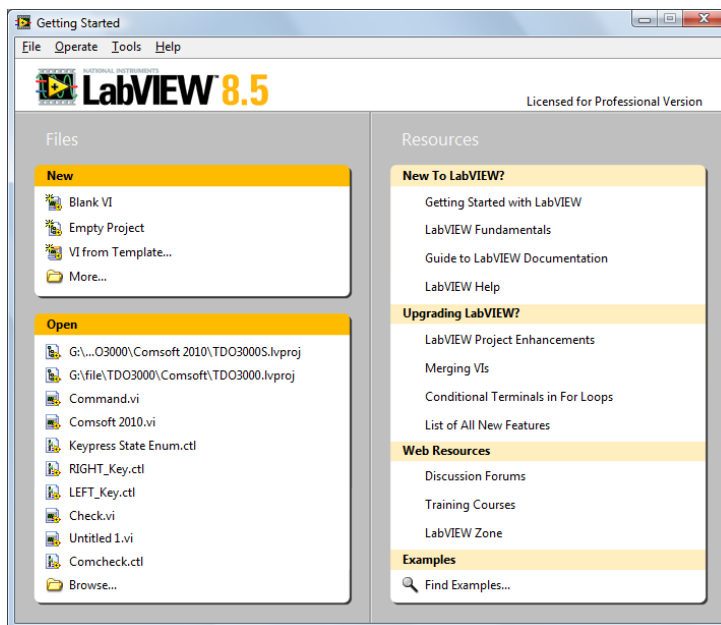 Getting Started
File Operate Tools Help
NATIONAL INSTRUMENTS
LabVIEW™ 8.5
Licensed for Professional Version
Files
New
Blank VI
Empty Project
VI from Template...
More...
Open
G:\...O3000\Comsoft 2010\TDO3000S.lvproj
G:\file\TDO3000\Comsoft\TDO3000.lvproj
Command.vi
Comsoft 2010.vi
Keypress State Enum.ctl
RIGHT_Key.ctl
LEFT_Key.ctl
Check.vi
Untitled 1.vi
Comcheck.ctl
Browse...
Resources
New To LabVIEW?
Getting Started with LabVIEW
LabVIEW Fundamentals
Guide to LabVIEW Documentation
LabVIEW Help
Upgrading LabVIEW?
LabVIEW Project Enhancements
Merging VIs
Conditional Terminals in For Loops
List of All New Features
Web Resources
Discussion Forums
Training Courses
LabVIEW Zone
Examples
Find Examples...